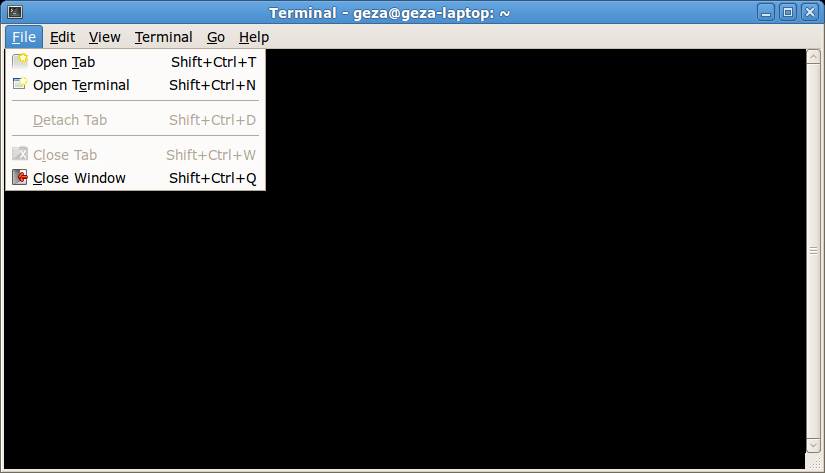 Terminal - geza@geza-laptop: ~
File Edit View Terminal Go Help
Open Tab Shift+Ctrl+T
Open Terminal Shift+Ctrl+N
Detach Tab Shift+Ctrl+D
Close Tab Shift+Ctrl+W
Close Window Shift+Ctrl+Q